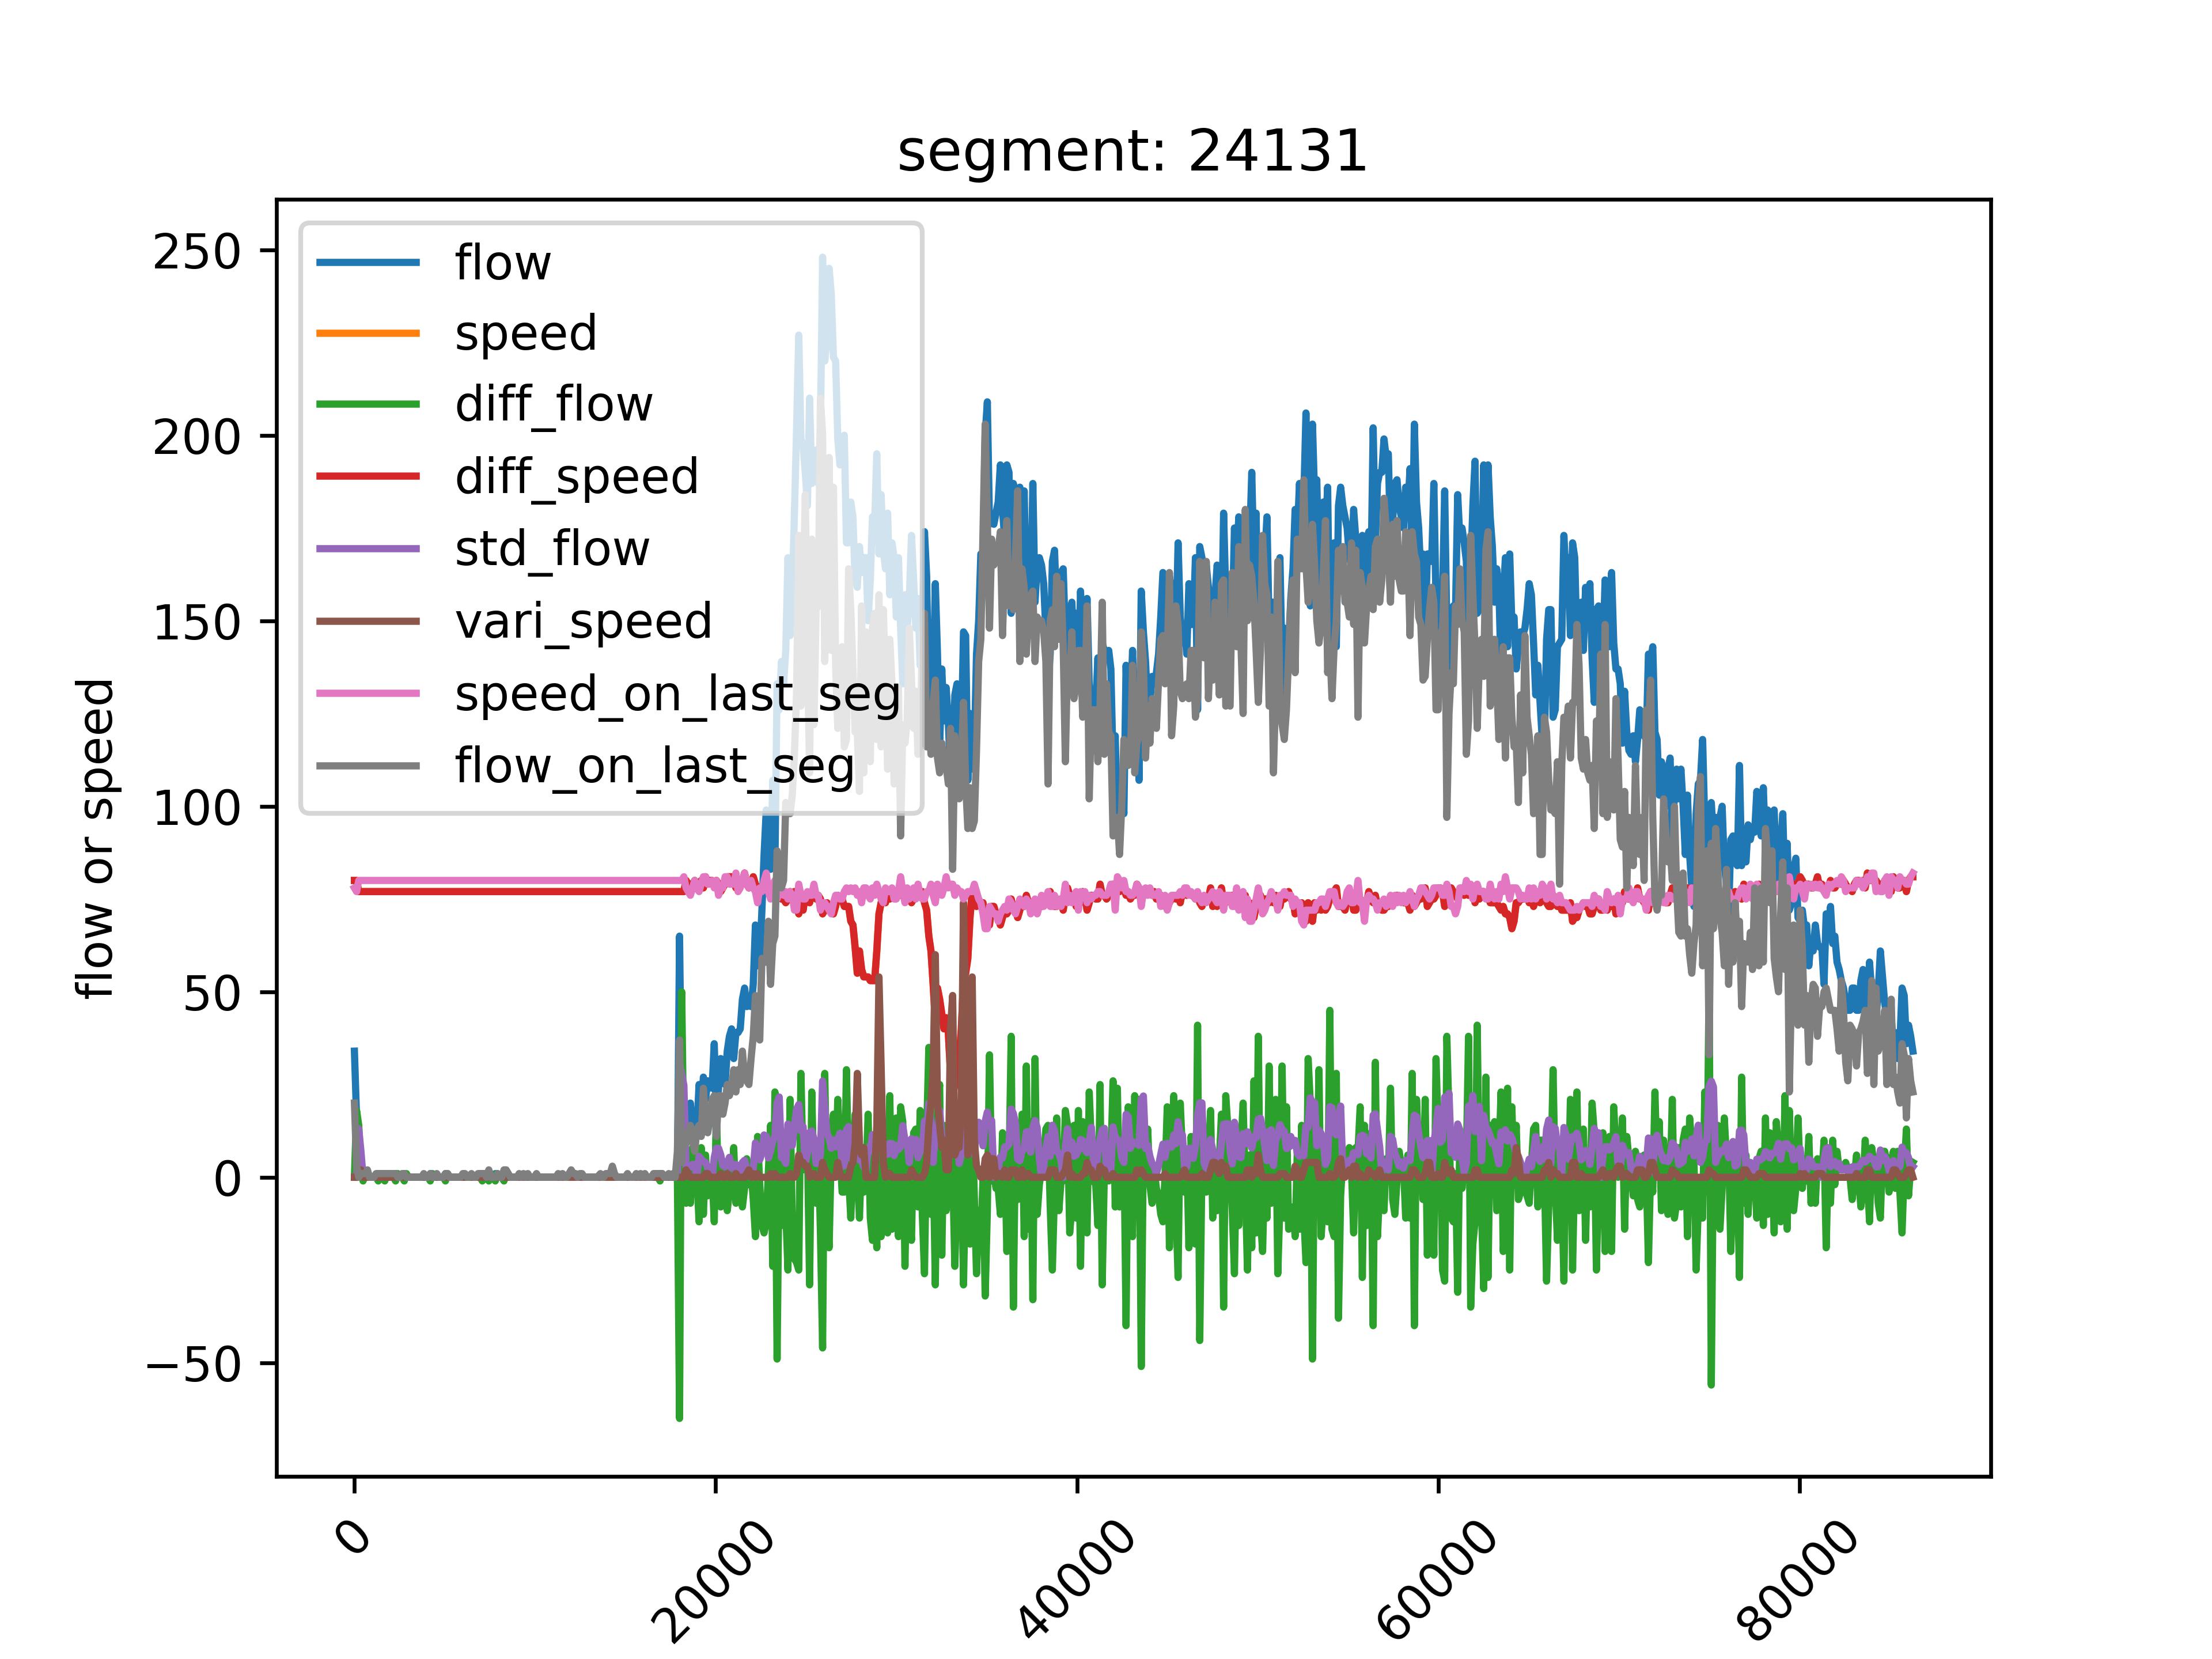 segment: 24131
flow or speed
250
200
150
100
50
0
−50
flow
speed
diff_flow
diff_speed
std_flow
vari_speed
speed_on_last_seg
flow_on_last_seg
0
20000
40000
60000
80000